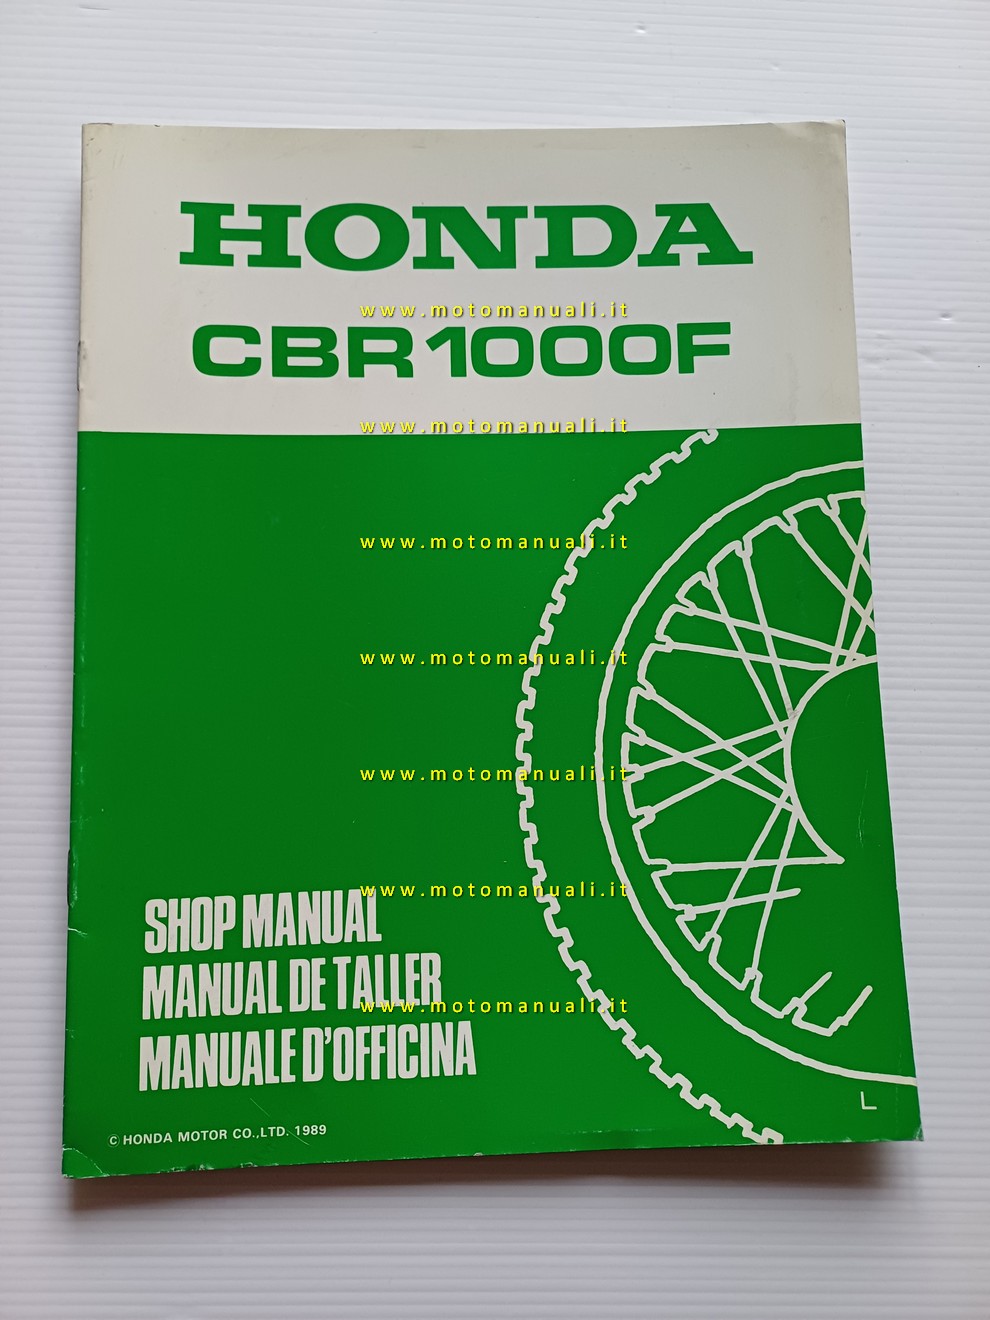 HONDA
www.motomanuali.it
CBR1000F
www.motomanuali.it
www.motomanuali.it
www.motomanuali.it
www.motomanuali.it
www.motomanuali.it
SHOP MANUAL
MANUAL DE TALLER
www.motomanuali.it
MANUALE D'OFFICINA
L
© HONDA MOTOR CO.,LTD. 1989